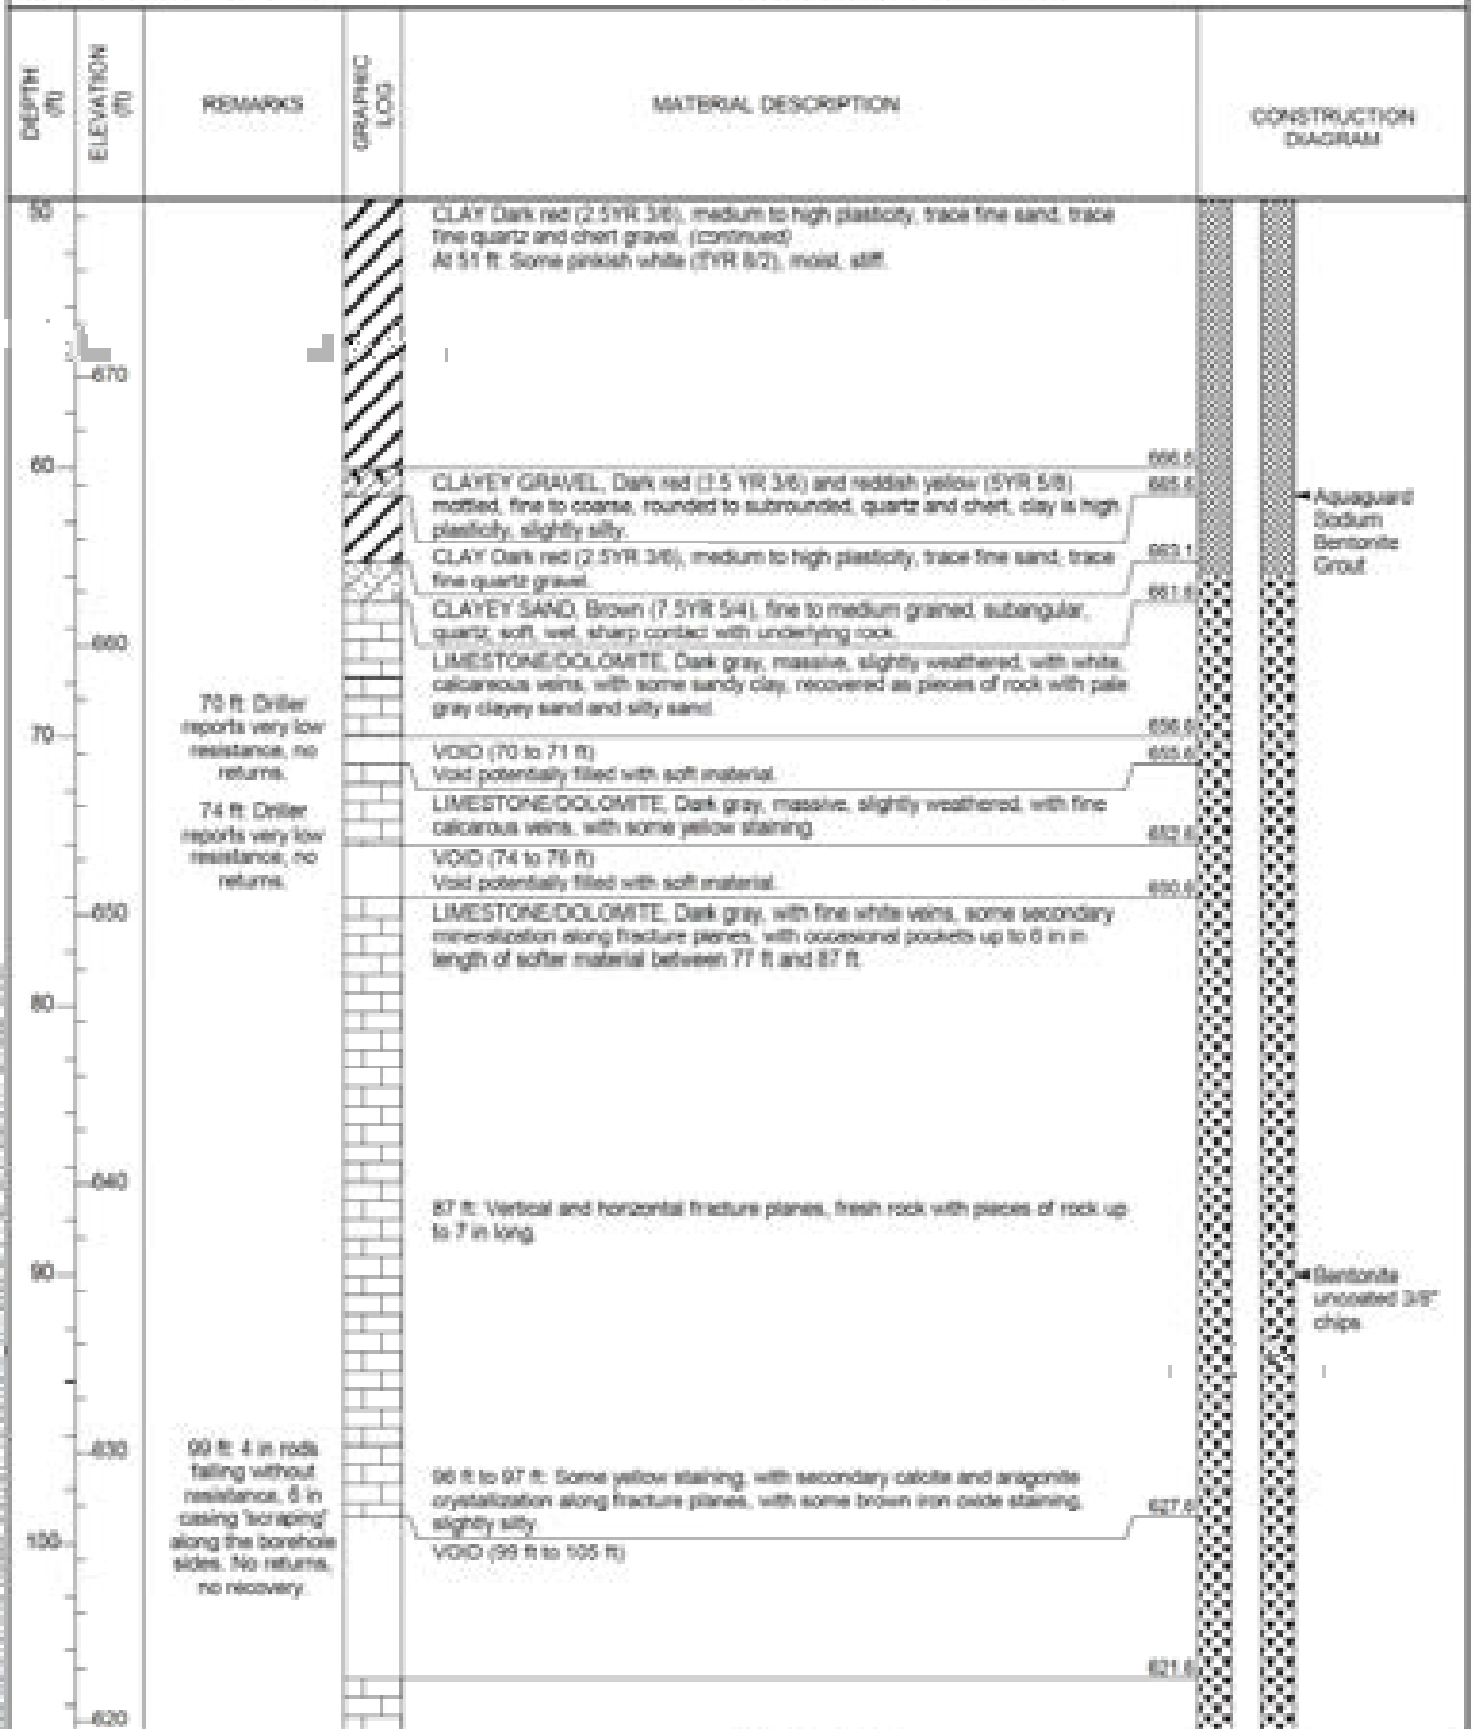 DEPTH
(ft)
ELEVATION
(ft)
REMARKS
GRAPHIC
LOG
MATERIAL DESCRIPTION
CONSTRUCTION
DIAGRAM
50
CLAY Dark red (2.5YR 3/6), medium to high plasticity, trace fine sand, trace
fine quartz and chert gravel. (continued)
At 51 ft: Some pinkish white 8/2), moist, stiff.
670
60
666.6
CLAYEY GRAVEL, Dark red YR 3/6) and reddish yellow (5YR 5/8)
665.6
mottled, fine to coarse, rounded to subrounded, quartz and chert, clay is high
plasticity, slightly silty.
Aquaguard
Sodium
Bentonite
Grout
CLAY Dark red (2.5YR 3/6), medium to high plasticity, trace fine sand, trace
663.1
fine quartz gravel.
661.6
CLAYEY SAND, Brown (7.5YR 5/4), fine to medium grained, subangular,
quartz, soft, wet, sharp contact with underlying rock.
660
LIMESTONE/DOLOMITE, Dark gray, massive, slightly weathered, with white,
calcareous veins, with some sandy clay, recovered as pieces of rock with pale
gray clayey sand and silty sand.
70 ft: Driller
reports very low
resistance, no
returns.
70
656.6
VOID (70 to 71 ft)
655.6
Void potentially filled with soft material.
74 ft: Driller
reports very low
resistance, no
returns.
LIMESTONE/DOLOMITE, Dark gray, massive, slightly weathered, with fine
calcarous veins, with some yellow staining.
652.6
VOID (74 to 76 ft)
Void potentially filled with soft material.
650.6
650
LIMESTONE/DOLOMITE, Dark gray, with fine white veins, some secondary
mineralization along fracture planes, with occasional pockets up to 6 in in
length of softer material between 77 ft and 87 ft.
80
640
87 ft: Vertical and horizontal fracture planes, fresh rock with pieces of rock up
to 7 in long.
90
Bentonite
uncoated 3/8"
chips
630
99 ft: 4 in rods
falling without
resistance, 6 in
casing 'scraping'
along the borehole
sides. No returns,
no recovery.
96 ft to 97 ft: Some yellow staining, with secondary calcite and aragonite
crystallization along fracture planes, with some brown iron oxide staining,
slightly silty.
627.6
100
VOID (99 ft to 105 ft)
621.6
620